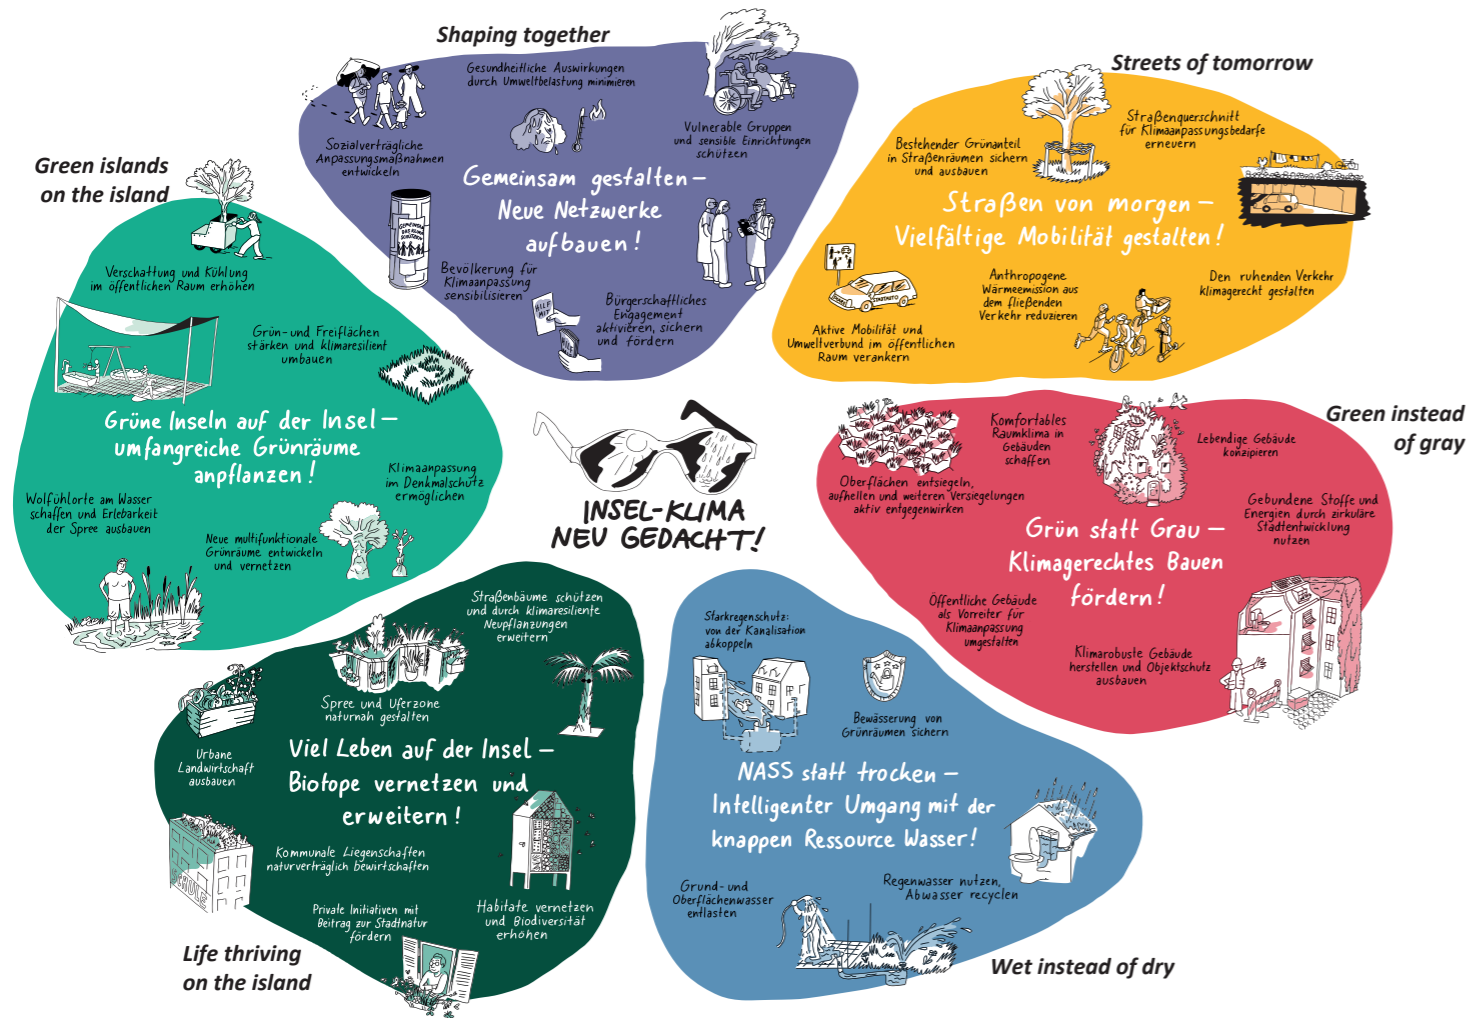 Shaping together
Gesundheitliche Auswirkungen
durch Umweltbelastung minimieren
Sozialverträgliche
Anpassungsmaßnahmen
entwickeln
Vulnerable Gruppen
und sensible Einrichtungen
schützen
Gemeinsam gestalten –
Neue Netzwerke
aufbauen!
GEMEINSAM
DAS KLIMA
SCHÜTZEN
Bevölkerung für
Klimaanpassung
sensibilisieren
HILF
MIT
Bürgerschaftliches
Engagement
aktivieren, sichern
und fördern
Streets of tomorrow
Bestehender Grünanteil
in Straßenräumen sichern
und ausbauen
Straßenquerschnitt
für Klimaanpassungsbedarfe
erneuern
Straßen von morgen –
Vielfältige Mobilität gestalten!
STADTAUTO
Aktive Mobilität und
Umweltverbund im öffentlichen
Raum verankern
Anthropogene
Wärmeemission aus
dem fließenden
Verkehr reduzieren
Den ruhenden Verkehr
klimagerecht gestalten
Green islands
on the island
Verschattung und Kühlung
im öffentlichen Raum erhöhen
Grün- und Freiflächen
stärken und klimaresilient
umbauen
Grüne Inseln auf der Insel –
umfangreiche Grünräume
anpflanzen!
Klimaanpassung
im Denkmalschutz
ermöglichen
Wolfühlorte am Wasser
schaffen und Erlebarkeit
der Spree ausbauen
Neue multifunktionale
Grünräume entwickeln
und vernetzen
INSEL-KLIMA
NEU GEDACHT!
Green instead
of gray
Komfortables
Raumklima in
Gebäuden
schaffen
Lebendige Gebäude
konzipieren
Oberflächen entsiegeln,
aufhellen und weiteren Versiegelungen
aktiv entgegenwirken
Gebundene Stoffe und
Energien durch zirkuläre
Stadtentwicklung
nutzen
Grün statt Grau –
Klimagerechtes Bauen
fördern!
Öffentliche Gebäude
als Vorreiter für
Klimaanpassung
umgestalten
Klimarobuste Gebäude
herstellen und Objektschutz
ausbauen
Straßenbäume schützen
und durch klimaresiliente
Neupflanzungen
erweitern
Spree und Uferzone
naturnah gestalten
Urbane
Landwirtschaft
ausbauen
Viel Leben auf der Insel –
Biotope vernetzen und
erweitern!
SCHULE
Kommunale Liegenschaften
naturverträglich bewirtschaften
Private Initiativen mit
Beitrag zur Stadtnatur
fördern
Habitate vernetzen
und Biodiversität
erhöhen
Life thriving
on the island
Starkregenschutz:
von der Kanalisation
abkoppeln
Bewässerung von
Grünräumen sichern
NASS statt trocken –
Intelligenter Umgang mit der
knappen Ressource Wasser!
Grund- und
Oberflächenwasser
entlasten
Regenwasser nutzen,
Abwasser recyclen
Wet instead of dry